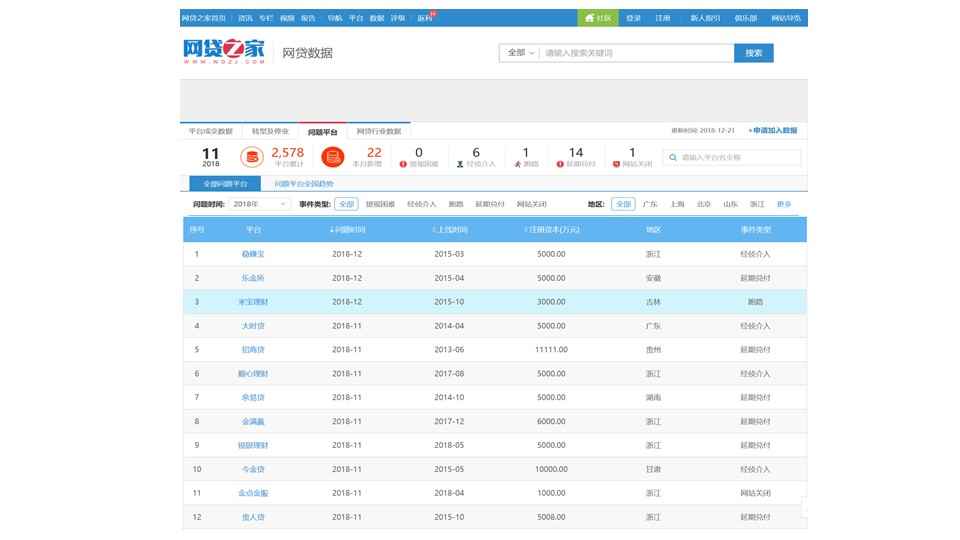 网贷之家首页 资讯 专栏 视频 报告 导航 平台 数据 评级 返利
社区 登录 注册 新人指引 俱乐部 网站导览
网贷之家
WWW.WDZJ.COM
网贷数据
全部 请输入搜索关键词 搜索
平台成交数据 转型及停业 问题平台 网贷行业数据
更新时间 2018-12-21 +申请加入数据
11
2018
2,578
平台累计
22
本月新增
0
提现困难
6
经侦介入
1
跑路
14
延期兑付
1
网站关闭
请输入平台名全称
全部问题平台 问题平台全国趋势
问题时间: 2018年 事件类型: 全部 提现困难 经侦介入 跑路 延期兑付 网站关闭
地区: 全部 广东 上海 北京 山东 浙江 更多
序号 平台 问题时间 上线时间 注册资本(万元) 地区 事件类型
1 稳赚宝 2018-12 2015-03 5000.00 浙江 经侦介入
2 乐金所 2018-12 2015-04 5000.00 安徽 延期兑付
3 米宝理财 2018-12 2015-10 3000.00 吉林 跑路
4 大时贷 2018-11 2014-04 5000.00 广东 经侦介入
5 招商贷 2018-11 2013-06 11111.00 贵州 延期兑付
6 顺心理财 2018-11 2017-08 5000.00 浙江 经侦介入
7 2018-11 2014-10 5000.00 湖南 延期兑付
8 金满赢 2018-11 2017-12 6000.00 浙江 延期兑付
9 2018-11 2018-05 5000.00 浙江 延期兑付
10 今金贷 2018-11 2015-05 10000.00 甘肃 经侦介入
11 金点金服 2018-11 2018-04 1000.00 浙江 网站关闭
12 贵人贷 2018-11 2015-10 5008.00 浙江 延期兑付